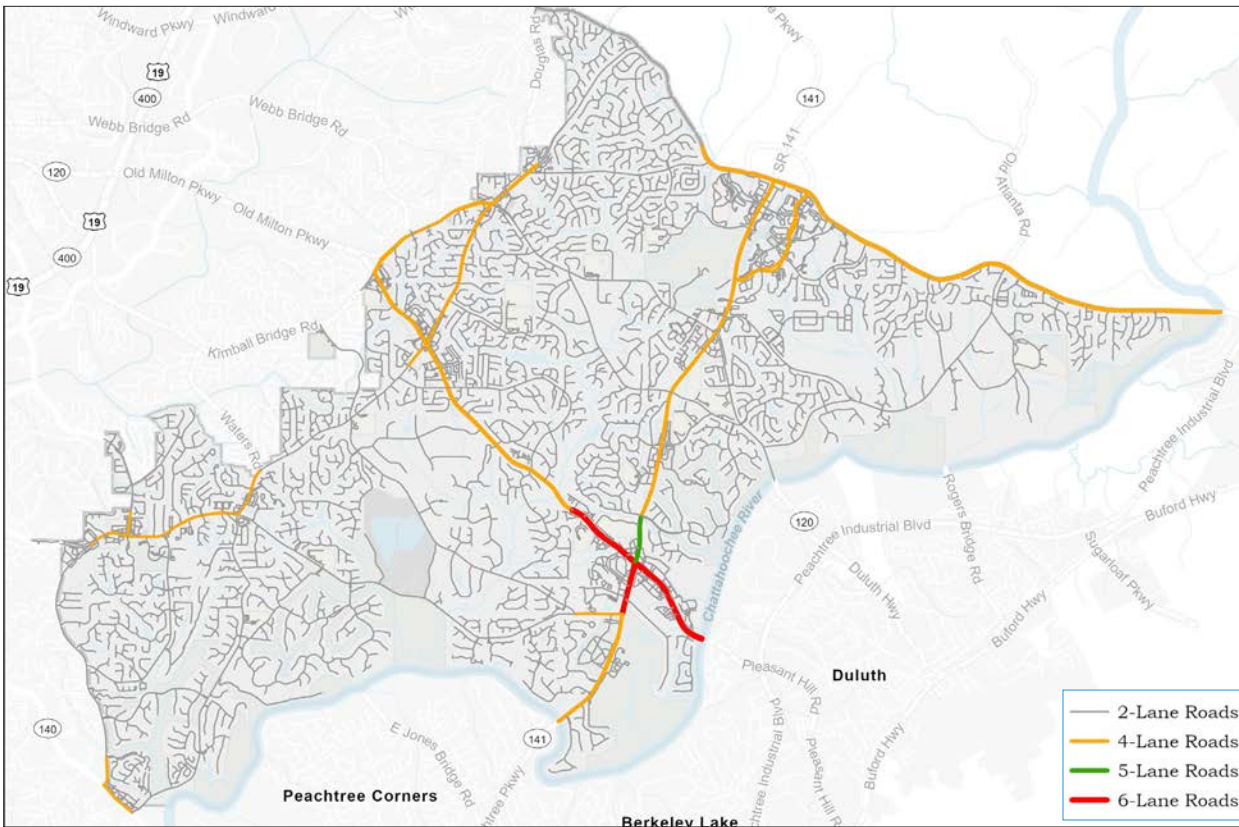 Windward Pkwy
Windward
Pkwy
Douglas Rd
19
400
141
Webb Bridge Rd
Webb Bridge Rd
SR 141
120
Old Milton Pkwy
Old Milton Pkwy
Old Atlanta Rd
19
400
19
Kimball Bridge Rd
Waters Rd
Peachtree Industrial Blvd
Chattahoochee River
120
Peachtree Industrial Blvd
Rogers Bridge Rd
Buford Hwy
Sugarloaf Pkwy
Duluth Hwy
Buford Hwy
Pleasant Hill Rd
Duluth
140
E Jones Bridge Rd
141
Peachtree Corners
htree Pkwy
Berkeley Lake
htree Industrial Blvd
Pleasant Hill R
Buford Hwy
2-Lane Roads
4-Lane Roads
5-Lane Roads
6-Lane Roads